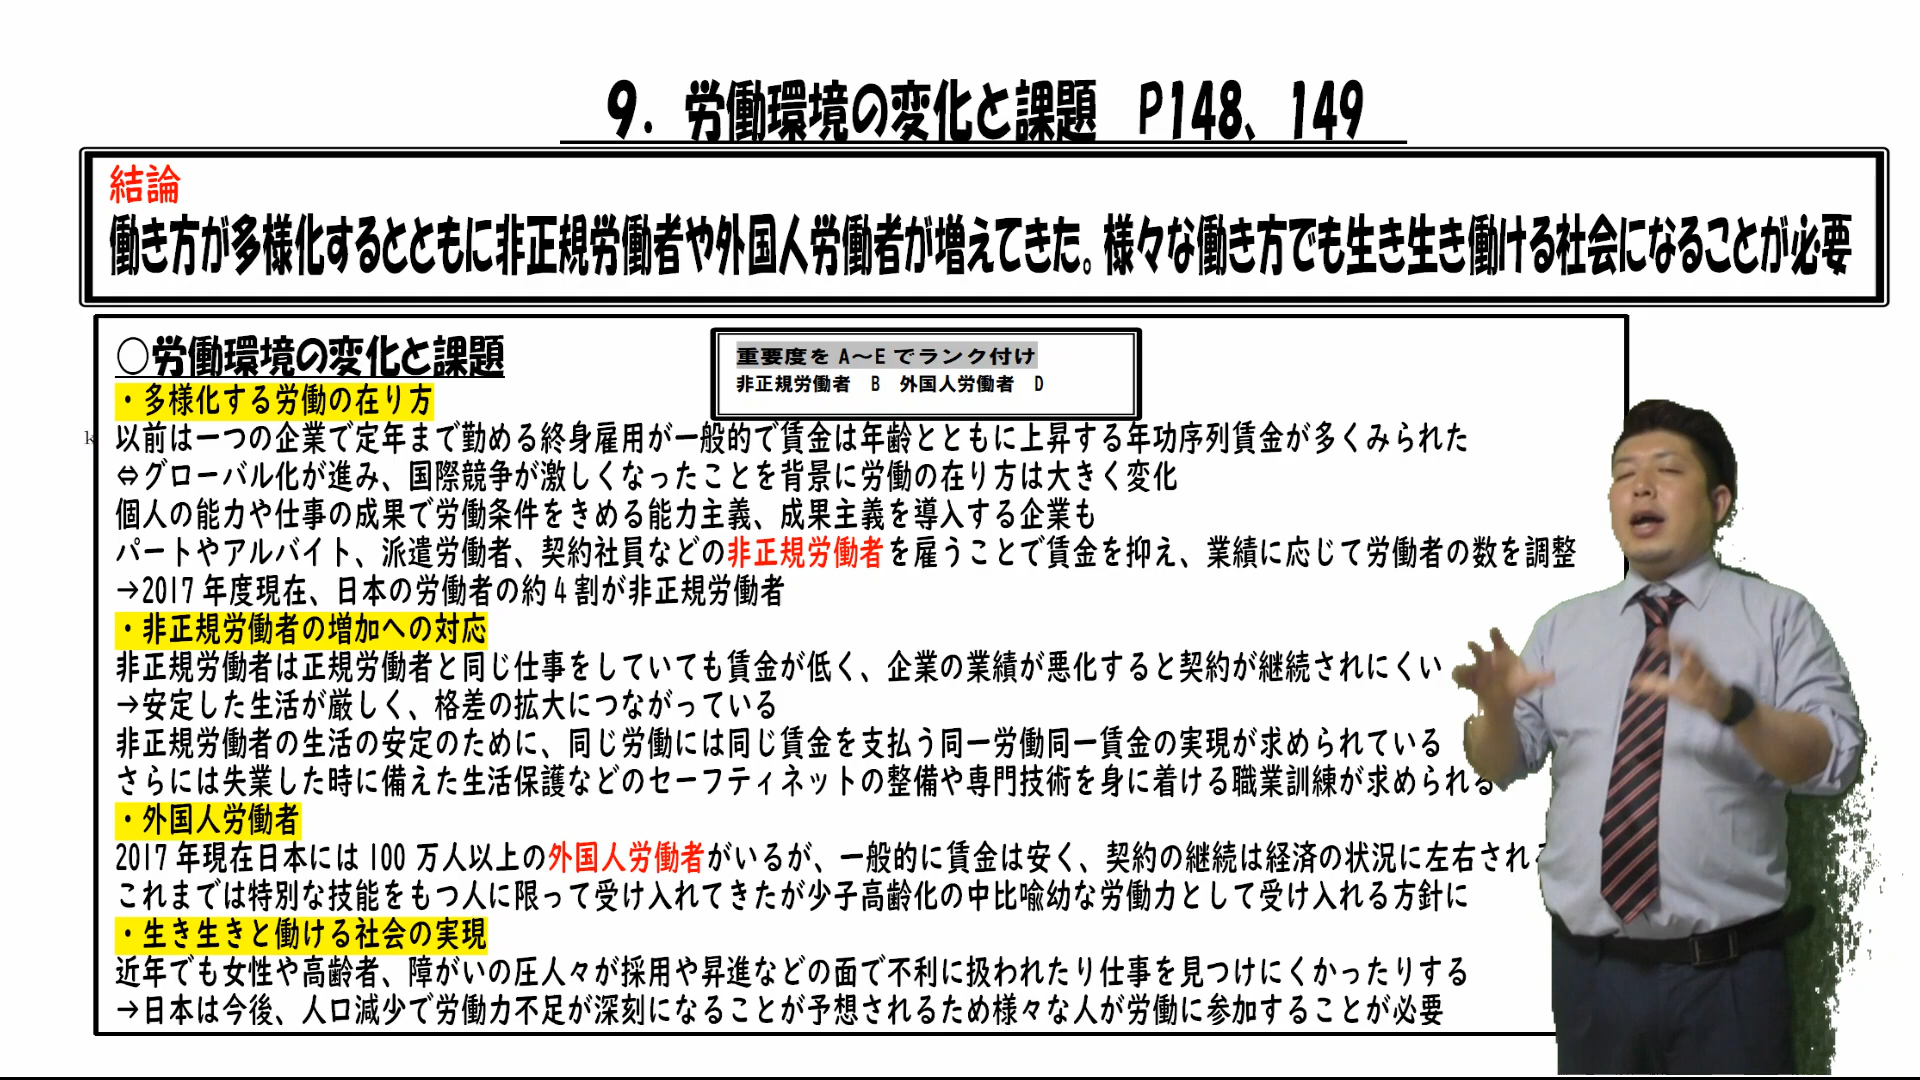 9．労働環境の変化と課題　P148、149
結論
働き方が多様化するとともに非正規労働者や外国人労働者が増えてきた。様々な働き方でも生き生き働ける社会になることが必要
○労働環境の変化と課題
重要度を A～E でランク付け
非正規労働者　B　外国人労働者　D
・多様化する労働の在り方
k
以前は一つの企業で定年まで勤める終身雇用が一般的で賃金は年齢とともに上昇する年功序列賃金が多くみられた
⇔グローバル化が進み、国際競争が激しくなったことを背景に労働の在り方は大きく変化
個人の能力や仕事の成果で労働条件をきめる能力主義、成果主義を導入する企業も
パートやアルバイト、派遣労働者、契約社員などの非正規労働者を雇うことで賃金を抑え、業績に応じて労働者の数を調整
→2017 年度現在、日本の労働者の約 4 割が非正規労働者
・非正規労働者の増加への対応
非正規労働者は正規労働者と同じ仕事をしていても賃金が低く、企業の業績が悪化すると契約が継続されにくい
→安定した生活が厳しく、格差の拡大につながっている
非正規労働者の生活の安定のために、同じ労働には同じ賃金を支払う同一労働同一賃金の実現が求められている
さらには失業した時に備えた生活保護などのセーフティネットの整備や専門技術を身に着ける職業訓練が求められる
・外国人労働者
2017 年現在日本には 100 万人以上の外国人労働者がいるが、一般的に賃金は安く、契約の継続は経済の状況に左右される
これまでは特別な技能をもつ人に限って受け入れてきたが少子高齢化の中比喩幼な労働力として受け入れる方針に
・生き生きと働ける社会の実現
近年でも女性や高齢者、障がいの圧人々が採用や昇進などの面で不利に扱われたり仕事を見つけにくかったりする
→日本は今後、人口減少で労働力不足が深刻になることが予想されるため様々な人が労働に参加することが必要